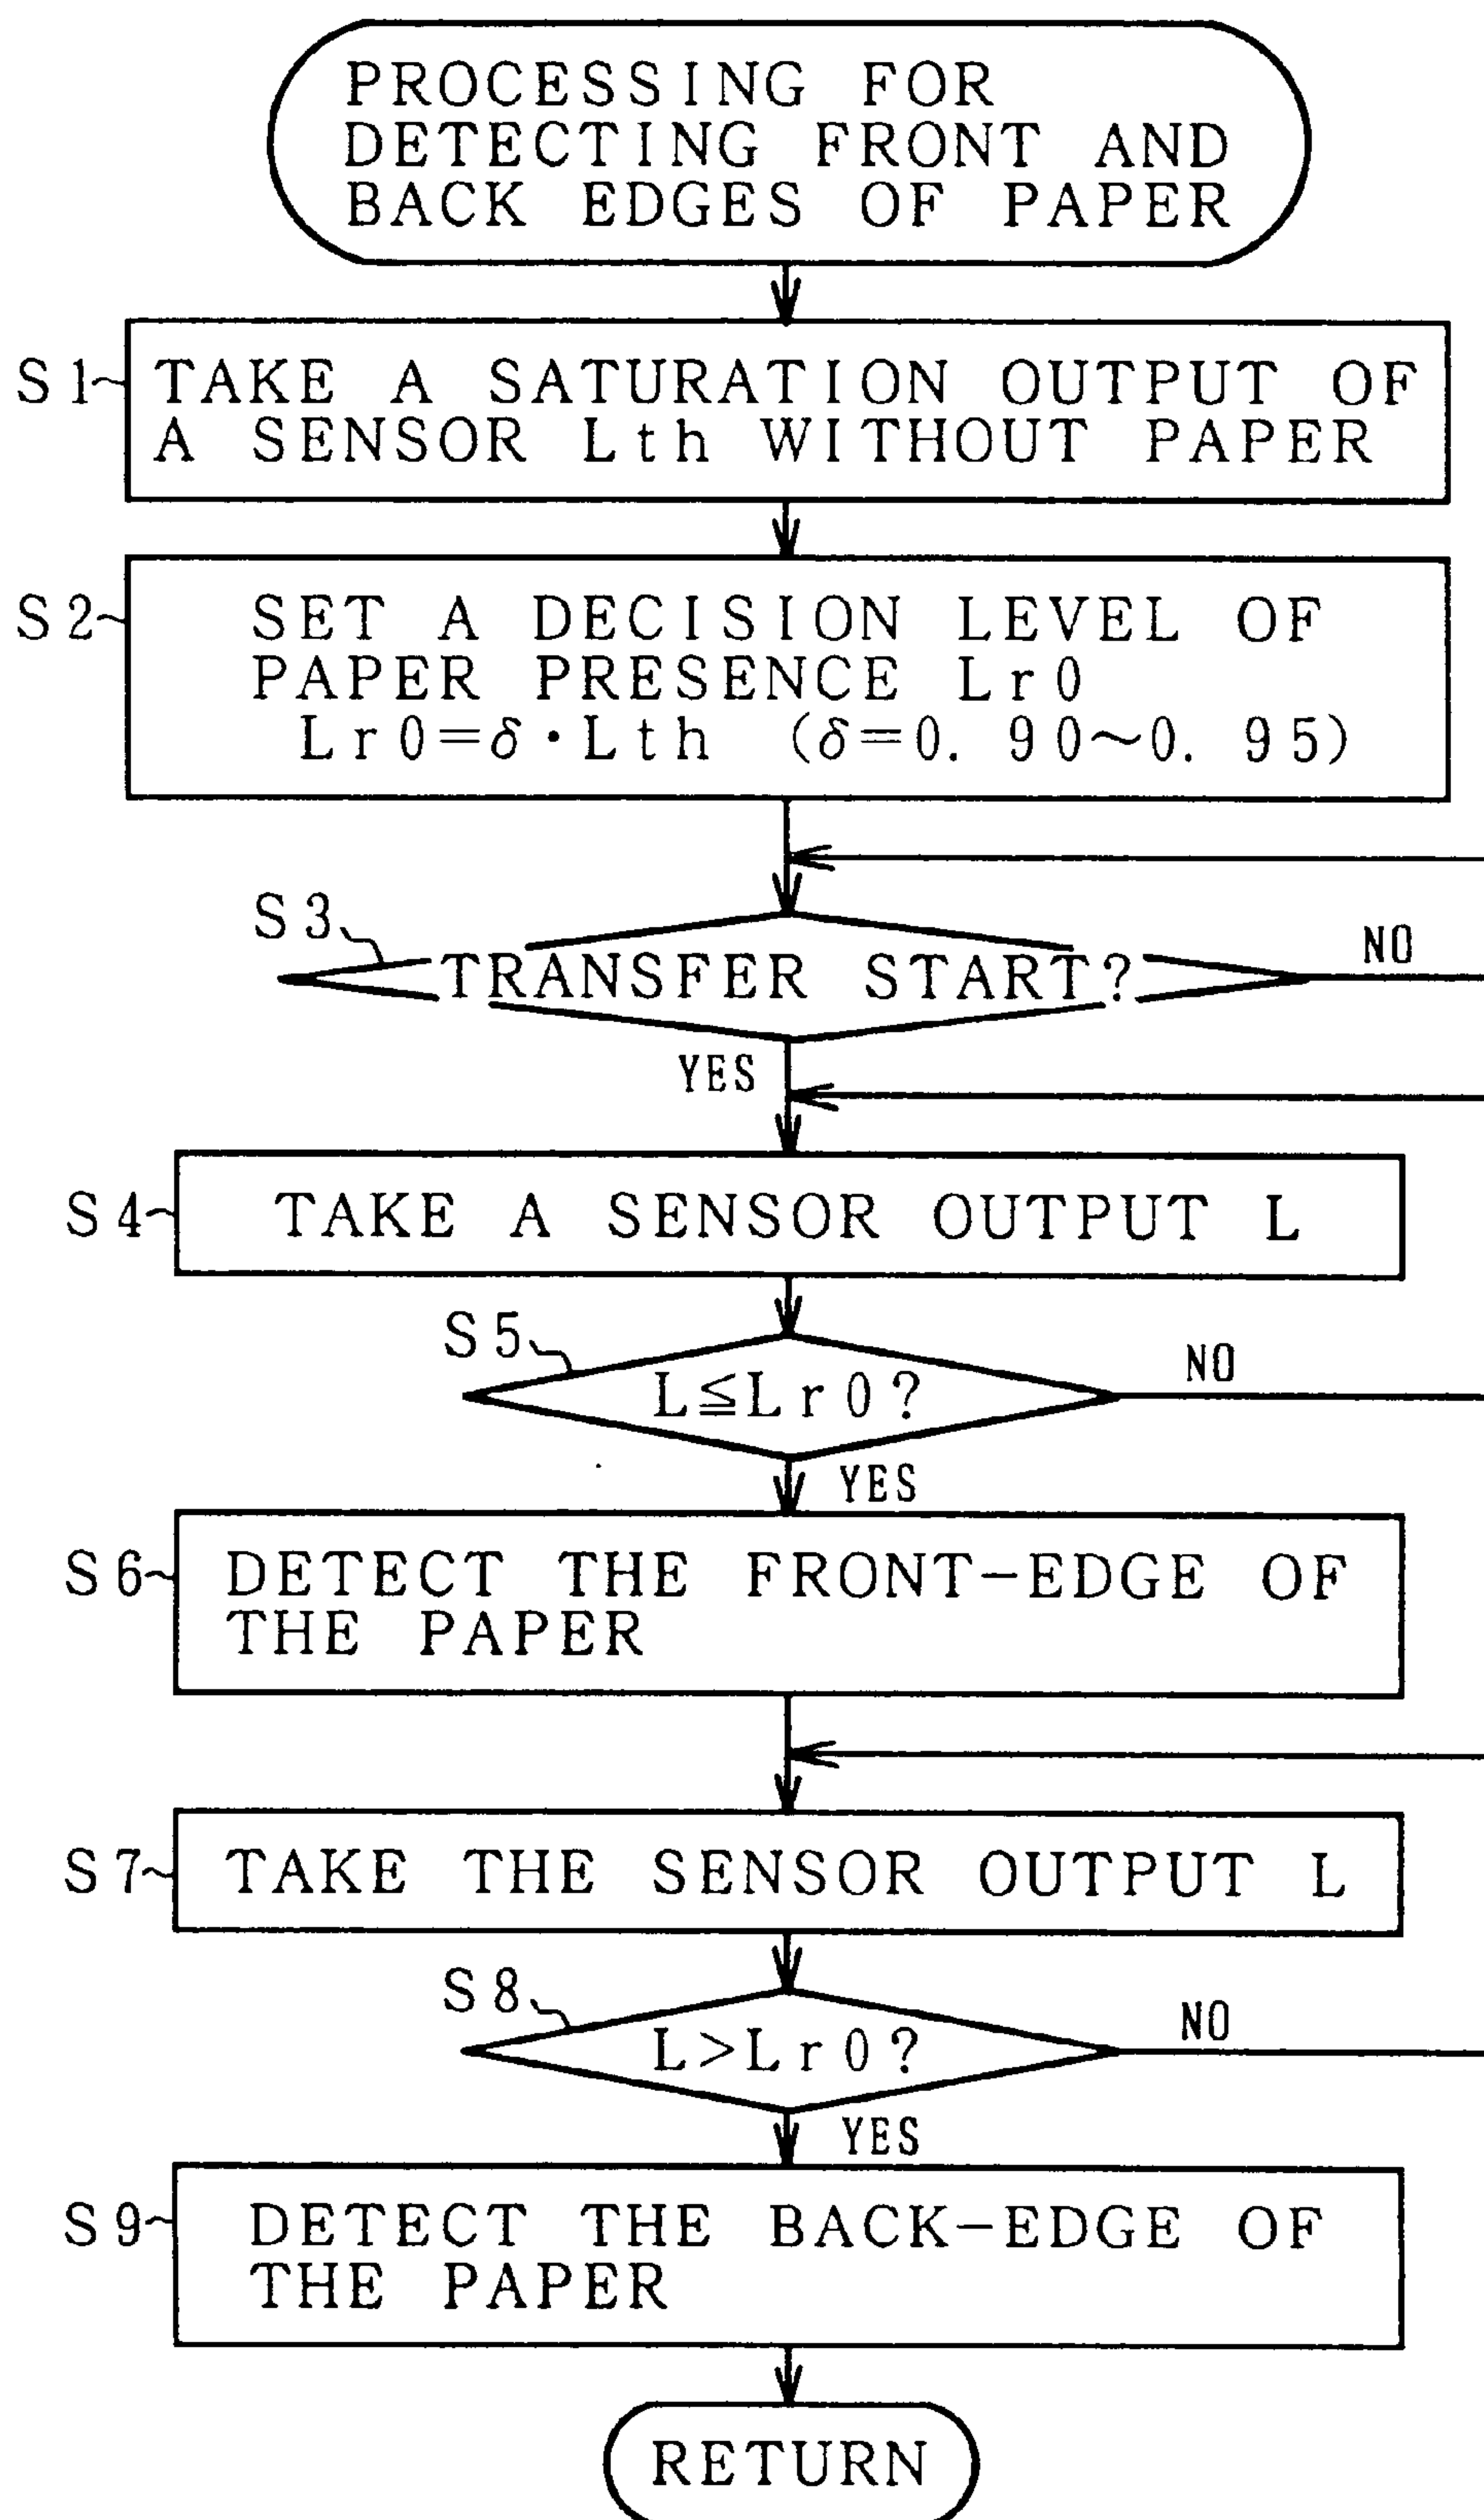 PROCESSING FOR
DETECTING FRONT AND
BACK EDGES OF PAPER
S1
TAKE A SATURATION OUTPUT OF
A SENSOR Lth WITHOUT PAPER
S2
SET A DECISION LEVEL OF
PAPER PRESENCE Lr0
Lr0=δ·Lth (δ=0.90~0.95)
S3
TRANSFER START?
NO
YES
S4
TAKE A SENSOR OUTPUT L
S5
L≦Lr0?
NO
YES
S6
DETECT THE FRONT-EDGE OF
THE PAPER
S7
TAKE THE SENSOR OUTPUT L
S8
L>Lr0?
NO
YES
S9
DETECT THE BACK-EDGE OF
THE PAPER
RETURN